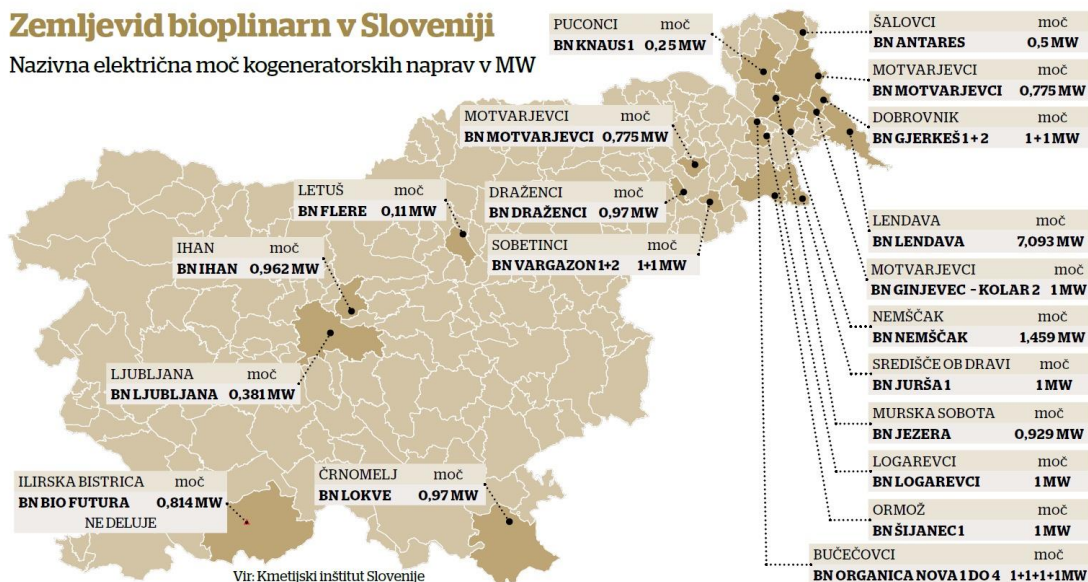 Zemljevid bioplinarn v Sloveniji
Nazivna električna moč kogeneratorskih naprav v MW
PUCONCI moč
BN KNAUS 1 0,25 MW
MOTVARJEVCI moč
BN MOTVARJEVCI 0,775 MW
LETUŠ moč
BN FLERE 0,11 MW
DRAŽENCI moč
BN DRAŽENCI 0,97 MW
IHAN moč
BN IHAN 0,962 MW
SOBETINCI moč
BN VARGAZON 1+2 1+1 MW
LJUBLJANA moč
BN LJUBLJANA 0,381 MW
ILIRSKA BISTRICA moč
BN BIO FUTURA 0,814 MW
NE DELUJE
ČRNOMELJ moč
BN LOKVE 0,97 MW
ŠALOVCI moč
BN ANTARES 0,5 MW
MOTVARJEVCI moč
BN MOTVARJEVCI 0,775 MW
DOBROVNIK moč
BN GJERKEŠ 1+2 1+1 MW
LENDAVA moč
BN LENDAVA 7,093 MW
MOTVARJEVCI moč
BN GINJEVEC - KOLAR 2 1 MW
NEMŠČAK moč
BN NEMŠČAK 1,459 MW
SREDIŠČE OB DRAVI moč
BN JURŠA 1 1 MW
MURSKA SOBOTA moč
BN JEZERA 0,929 MW
LOGAREVCI moč
BN LOGAREVCI 1 MW
ORMOŽ moč
BN ŠIJANEC 1 1 MW
BUČEČOVCI moč
BN ORGANICA NOVA 1 DO 4 1+1+1+1 MW
Vir: Kmetijski inštitut Slovenije